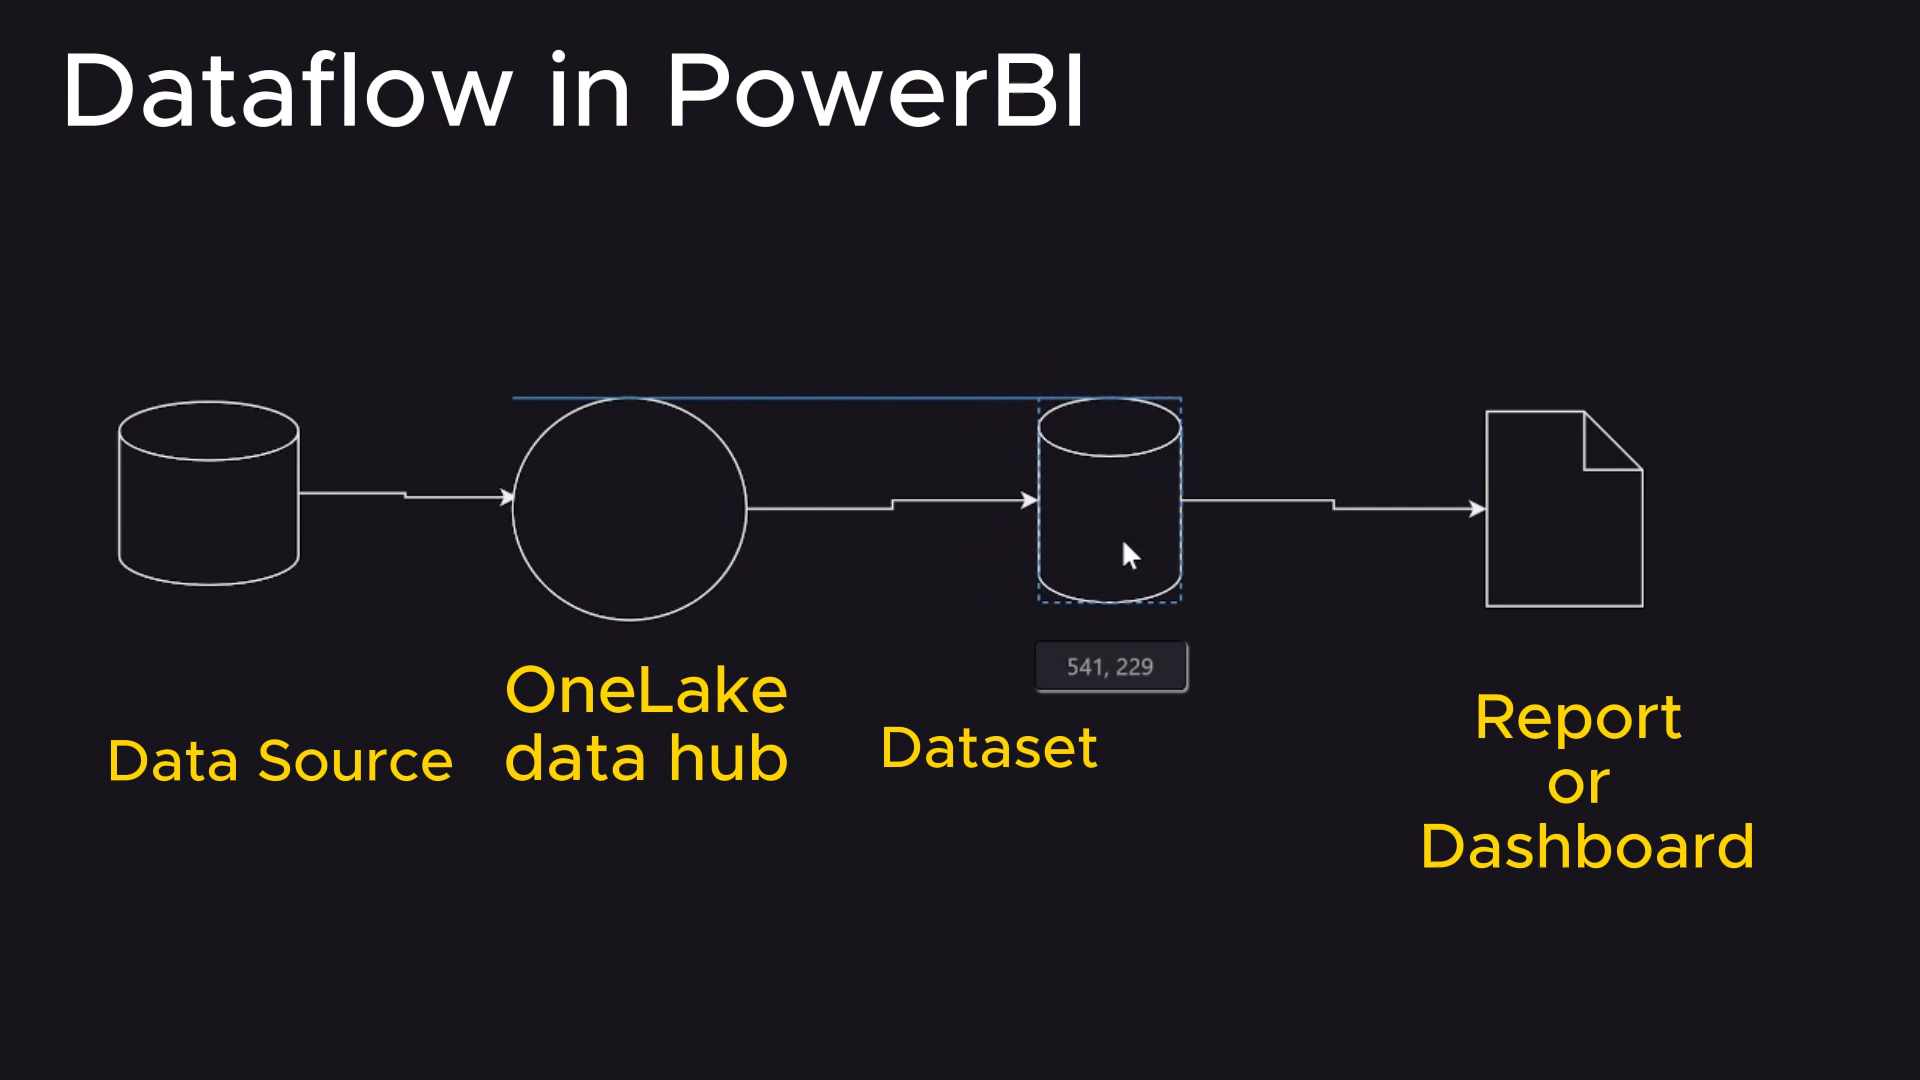 Dataflow in PowerBI
541, 229
Data Source
OneLake
data hub
Dataset
Report
or
Dashboard